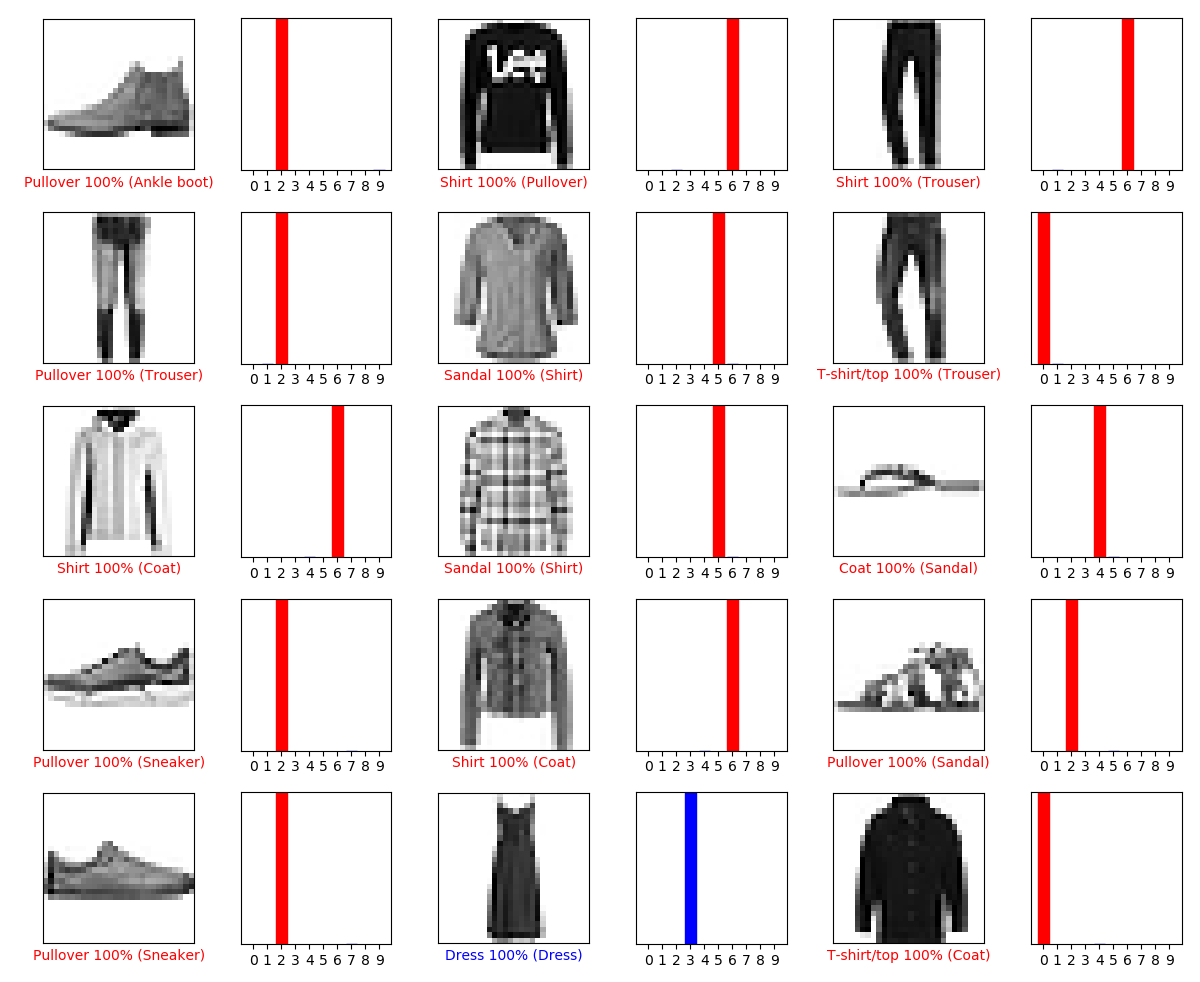 Lee
0 1 2 3 4 5 6 7 8 9
0 1 2 3 4 5 6 7 8 9
0 1 2 3 4 5 6 7 8 9
Pullover 100% (Ankle boot)
Shirt 100% (Pullover)
Shirt 100% (Trouser)
0 1 2 3 4 5 6 7 8 9
0 1 2 3 4 5 6 7 8 9
0 1 2 3 4 5 6 7 8 9
Pullover 100% (Trouser)
Sandal 100% (Shirt)
T-shirt/top 100% (Trouser)
0 1 2 3 4 5 6 7 8 9
0 1 2 3 4 5 6 7 8 9
0 1 2 3 4 5 6 7 8 9
Shirt 100% (Coat)
Sandal 100% (Shirt)
Coat 100% (Sandal)
0 1 2 3 4 5 6 7 8 9
0 1 2 3 4 5 6 7 8 9
0 1 2 3 4 5 6 7 8 9
Pullover 100% (Sneaker)
Shirt 100% (Coat)
Pullover 100% (Sandal)
0 1 2 3 4 5 6 7 8 9
0 1 2 3 4 5 6 7 8 9
0 1 2 3 4 5 6 7 8 9
Pullover 100% (Sneaker)
Dress 100% (Dress)
T-shirt/top 100% (Coat)